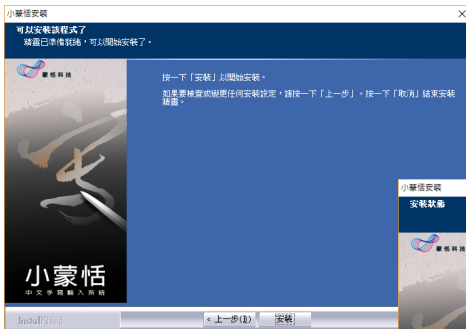 小蒙恬安裝
可以安裝該程式了
精靈已準備就緒，可以開始安裝了。
蒙恬科技
按一下「安裝」以開始安裝。
如果要檢查或變更任何安裝設定，請按一下「上一步」。按一下「取消」結束安裝
精靈。
小蒙恬
中文手寫輸入系統
InstallShield
< 上一步(B)
安裝
小蒙恬安裝
安裝狀態
蒙恬科技